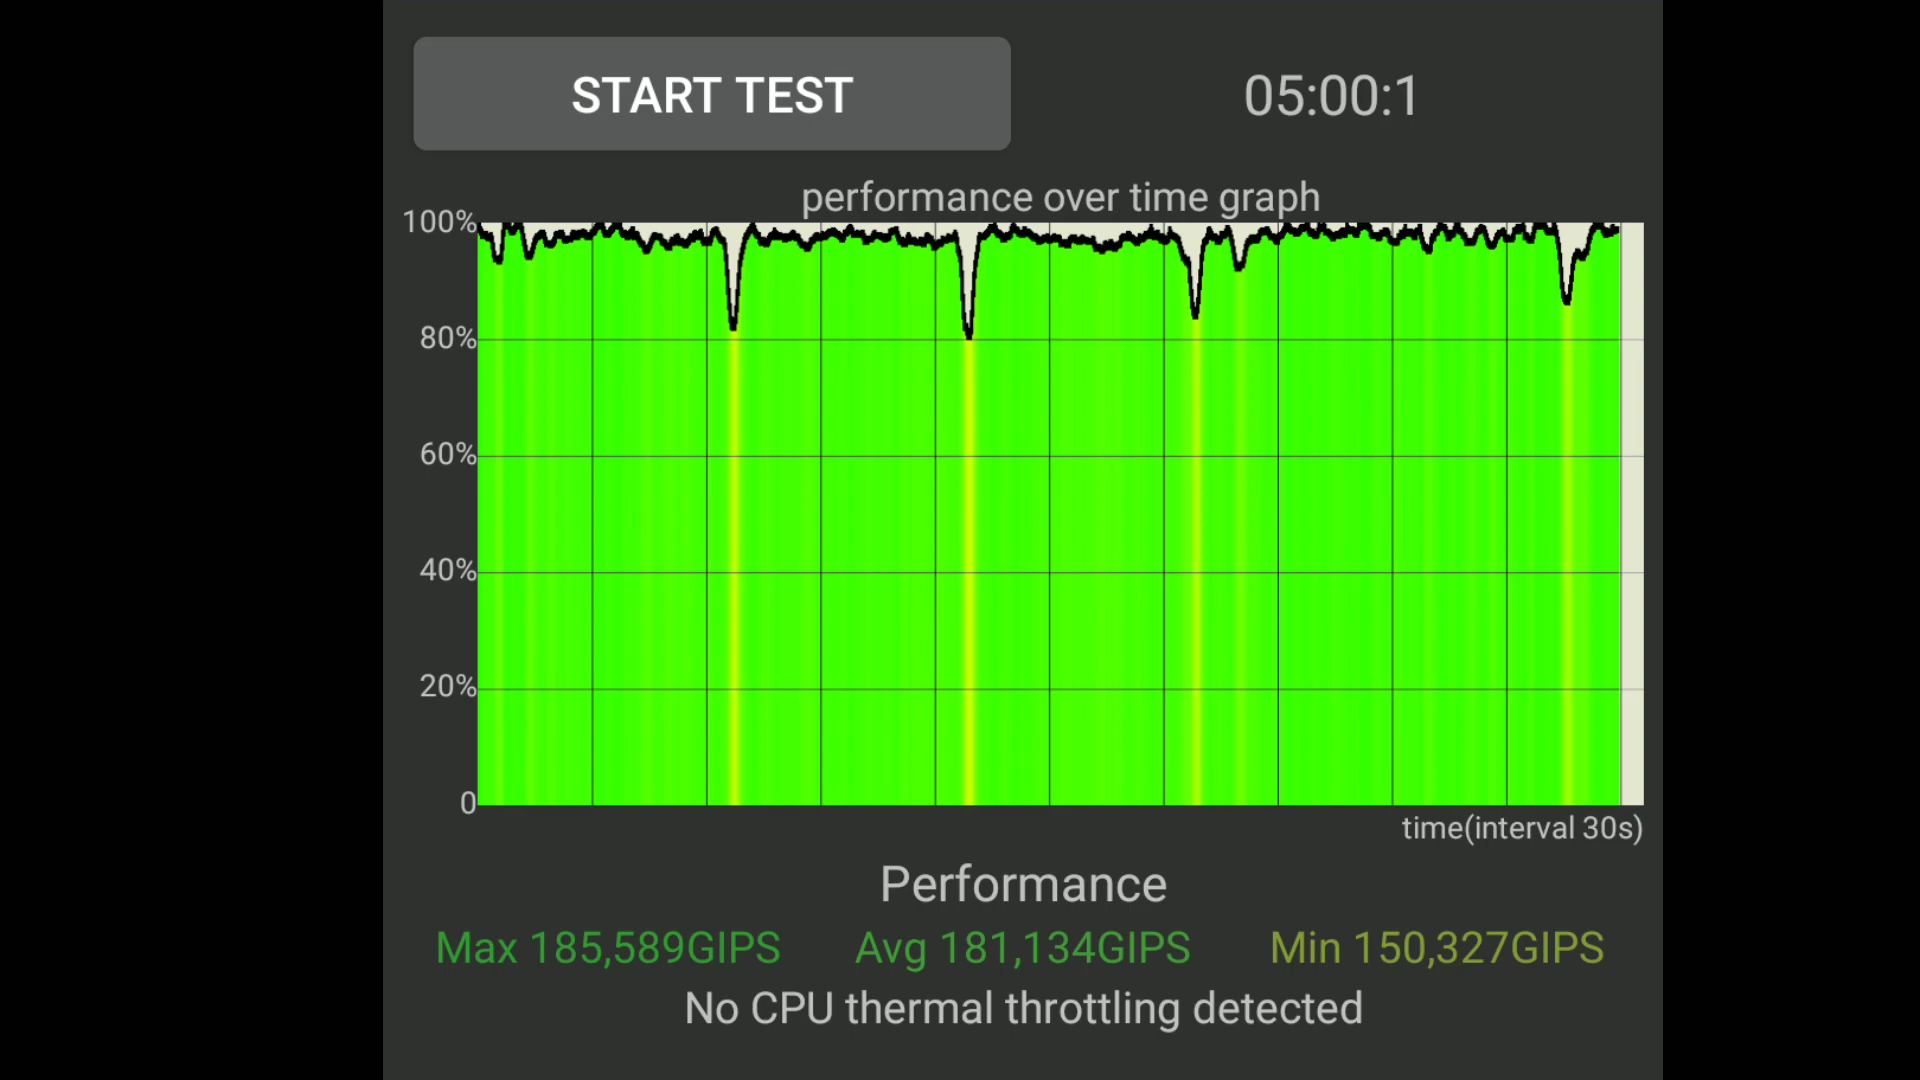 START TEST
05:00:1
performance over time graph
100%
80%
60%
40%
20%
0
time(interval 30s)
Performance
Max 185,589GIPS
Avg 181,134GIPS
Min 150,327GIPS
No CPU thermal throttling detected